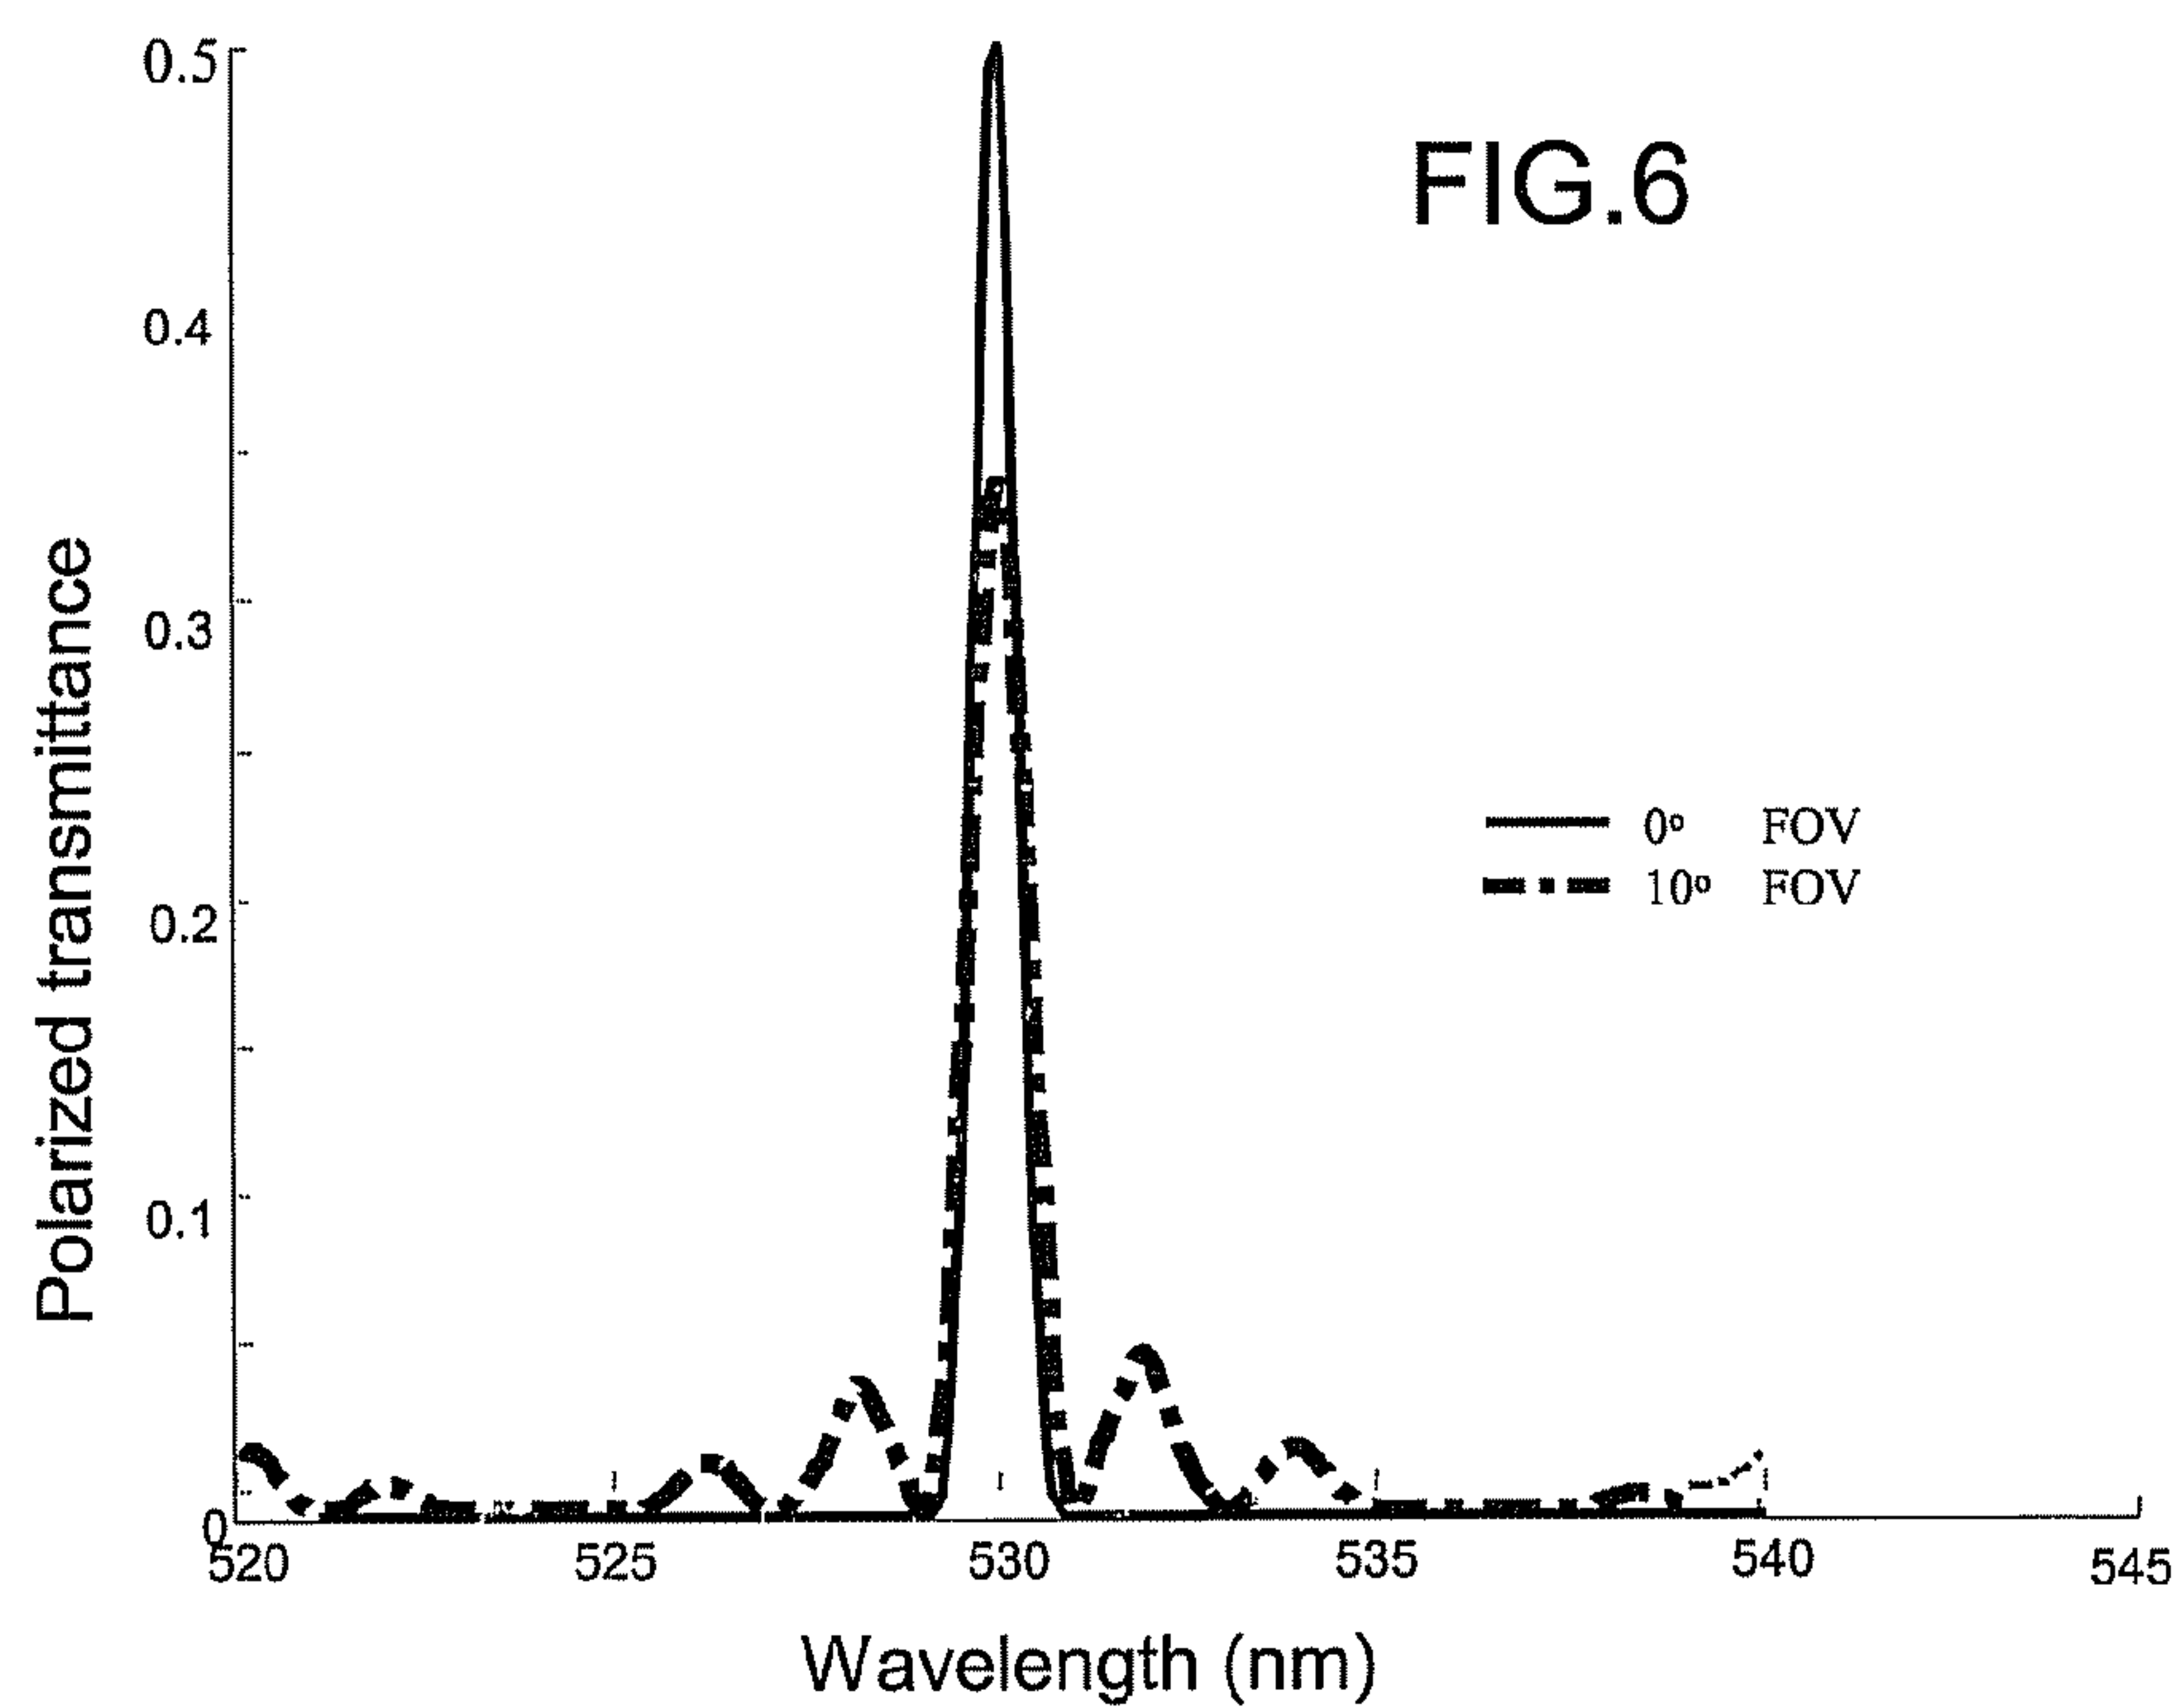 FIG.6
Polarized transmittance
0.5
0.4
0.3
0.2
0.1
0
0° FOV
10° FOV
520 525 530 535 540 545
Wavelength (nm)